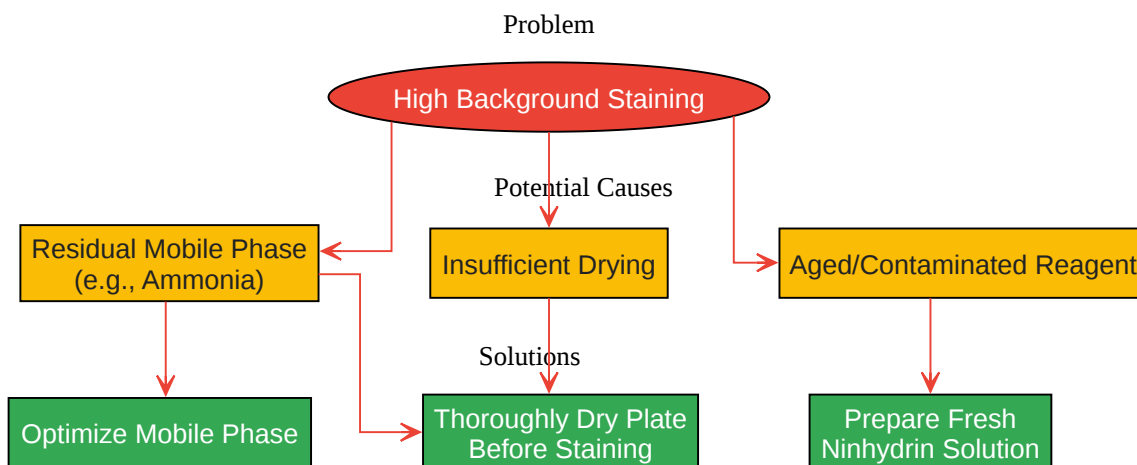 Problem
High Background Staining
Potential Causes
Residual Mobile Phase
(e.g., Ammonia)
Insufficient Drying
Aged/Contaminated Reagent
Solutions
Optimize Mobile Phase
Thoroughly Dry Plate
Before Staining
Prepare Fresh
Ninhydrin Solution